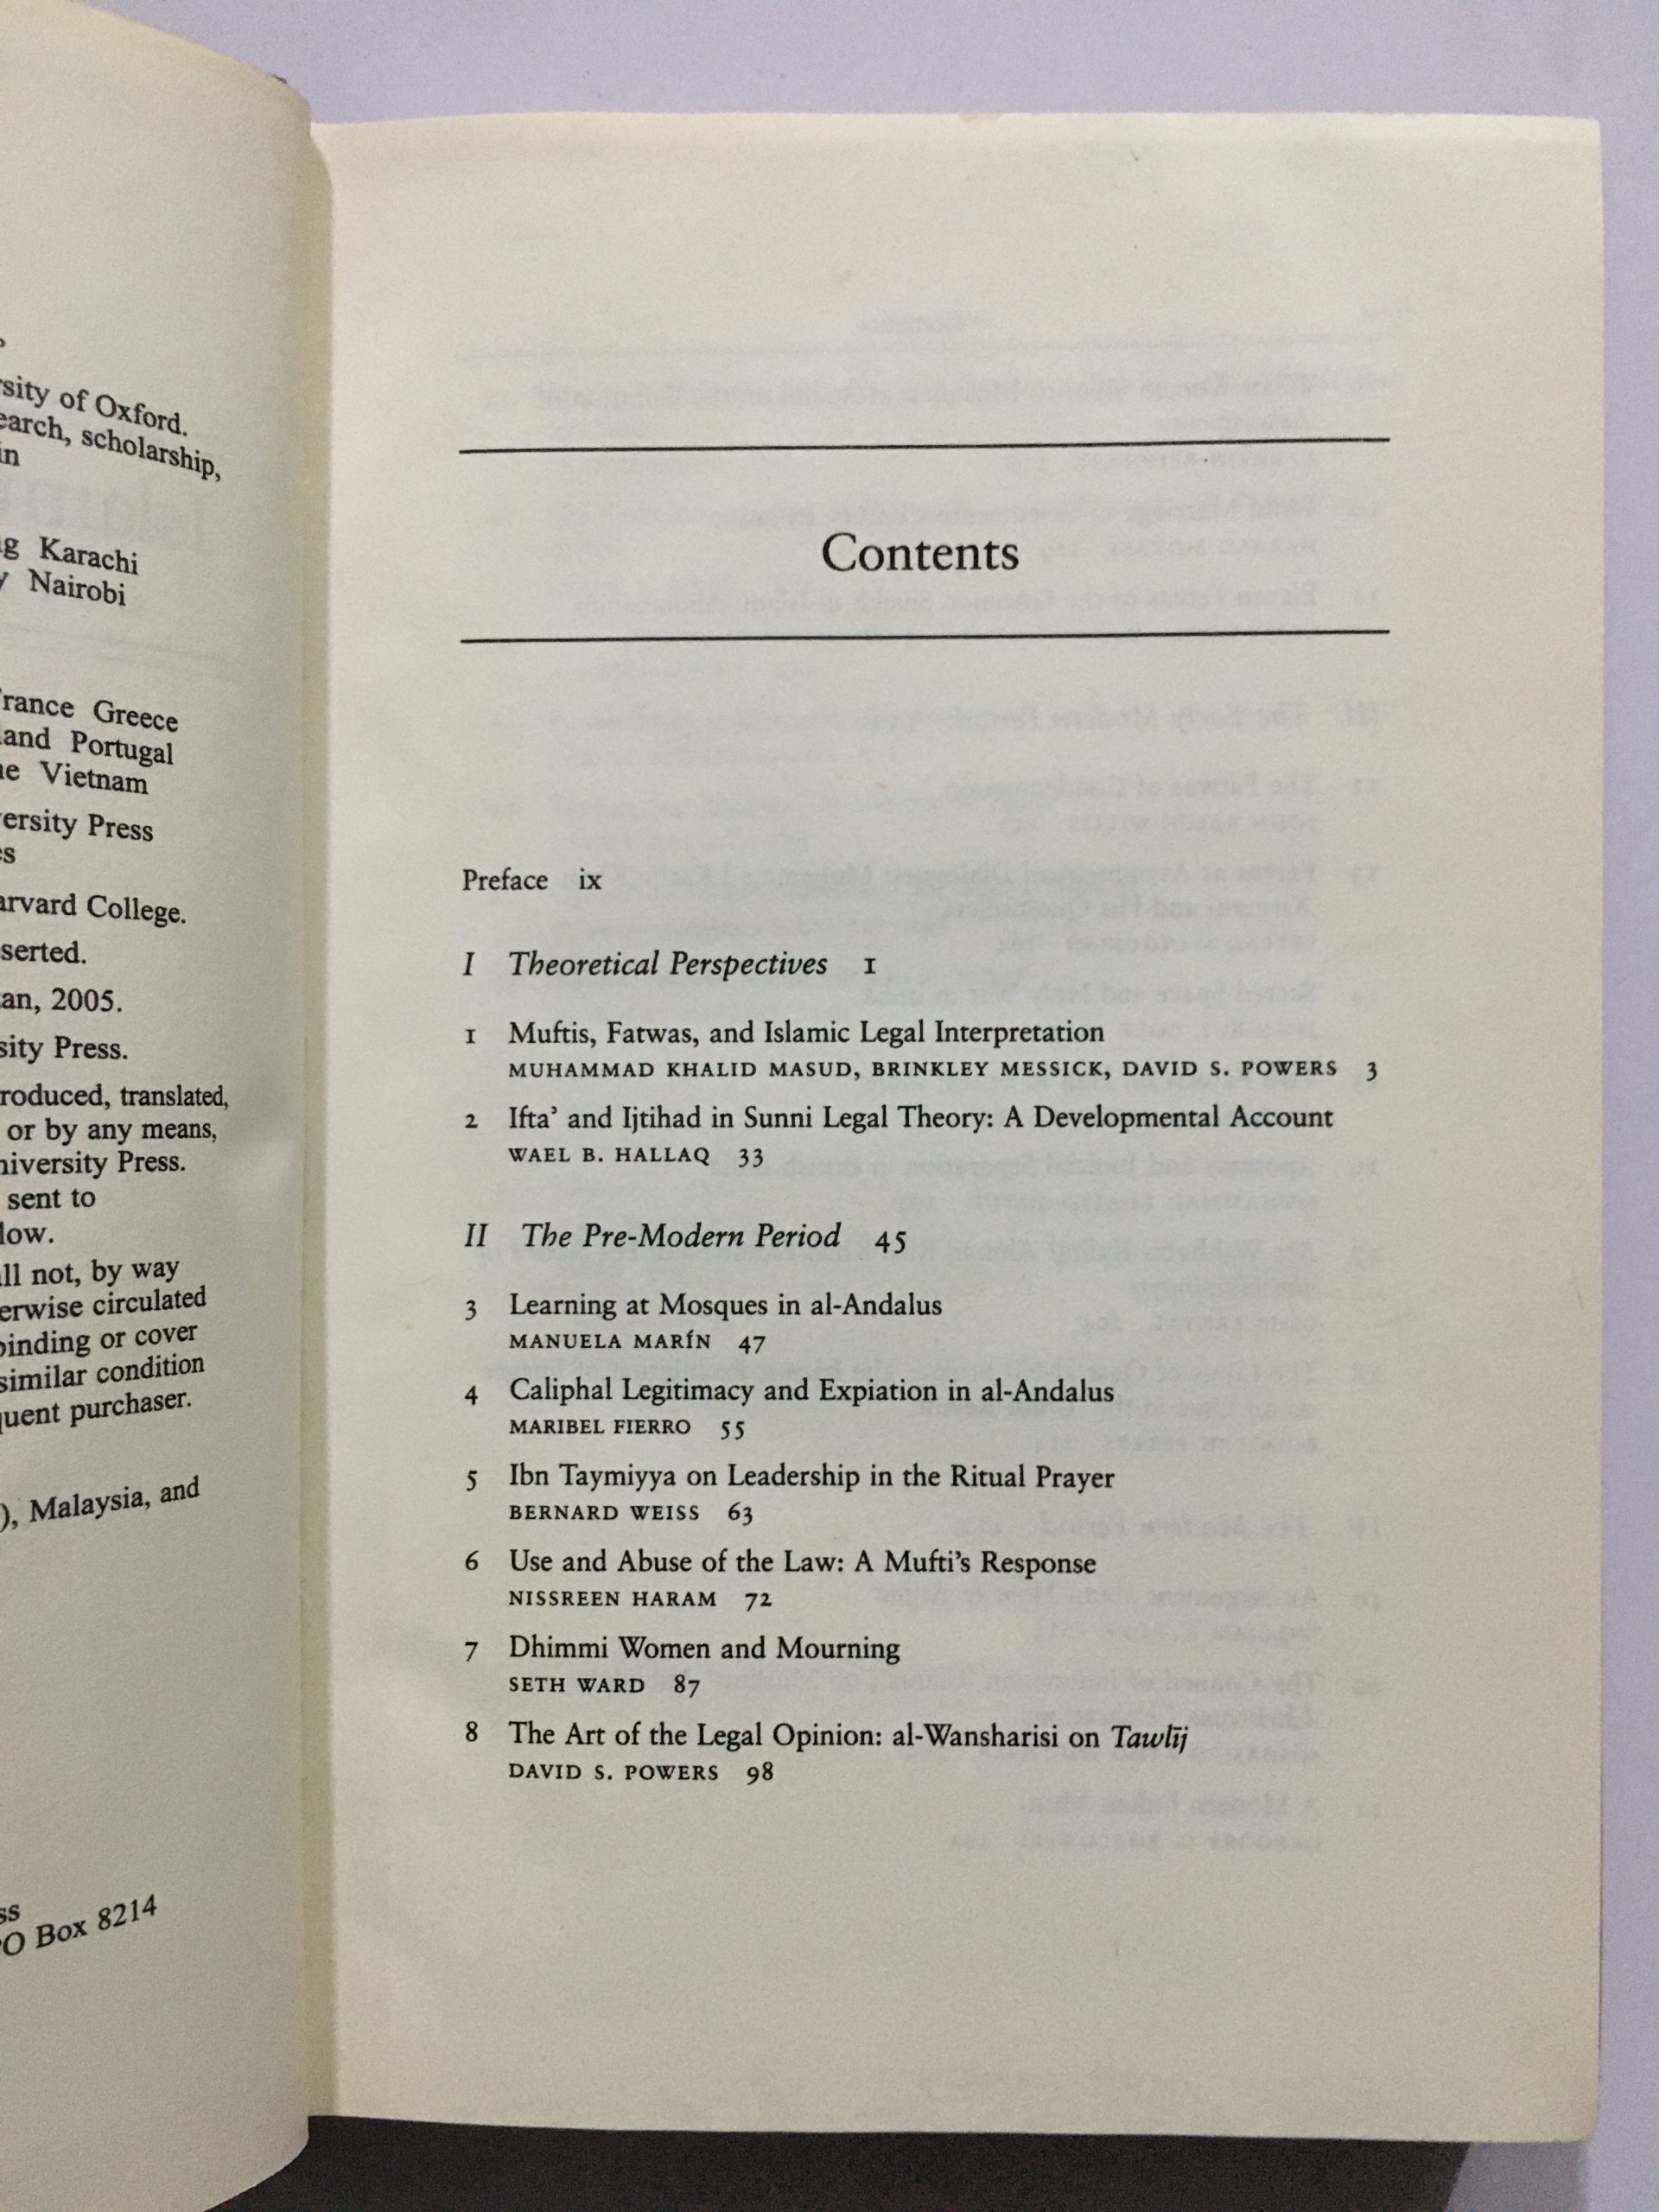 sity of Oxford.
earch, scholarship,
in
Karachi
Nairobi
rance Greece
and Portugal
Vietnam
ersity Press
arvard College.
serted.
an, 2005.
sity Press.
roduced, translated,
or by any means,
niversity Press.
sent to
low.
ll not, by way
erwise circulated
binding or cover
similar condition
quent purchaser.
), Malaysia, and
ss
O Box 8214
Contents
Preface ix
I Theoretical Perspectives 1
1 Muftis, Fatwas, and Islamic Legal Interpretation
MUHAMMAD KHALID MASUD, BRINKLEY MESSICK, DAVID S. POWERS 3
2 Ifta’ and Ijtihad in Sunni Legal Theory: A Developmental Account
WAEL B. HALLAQ 33
II The Pre-Modern Period 45
3 Learning at Mosques in al-Andalus
MANUELA MARÍN 47
4 Caliphal Legitimacy and Expiation in al-Andalus
MARIBEL FIERRO 55
5 Ibn Taymiyya on Leadership in the Ritual Prayer
BERNARD WEISS 63
6 Use and Abuse of the Law: A Mufti’s Response
NISSREEN HARAM 72
7 Dhimmi Women and Mourning
SETH WARD 87
8 The Art of the Legal Opinion: al-Wansharisi on Tawlīj
DAVID S. POWERS 98